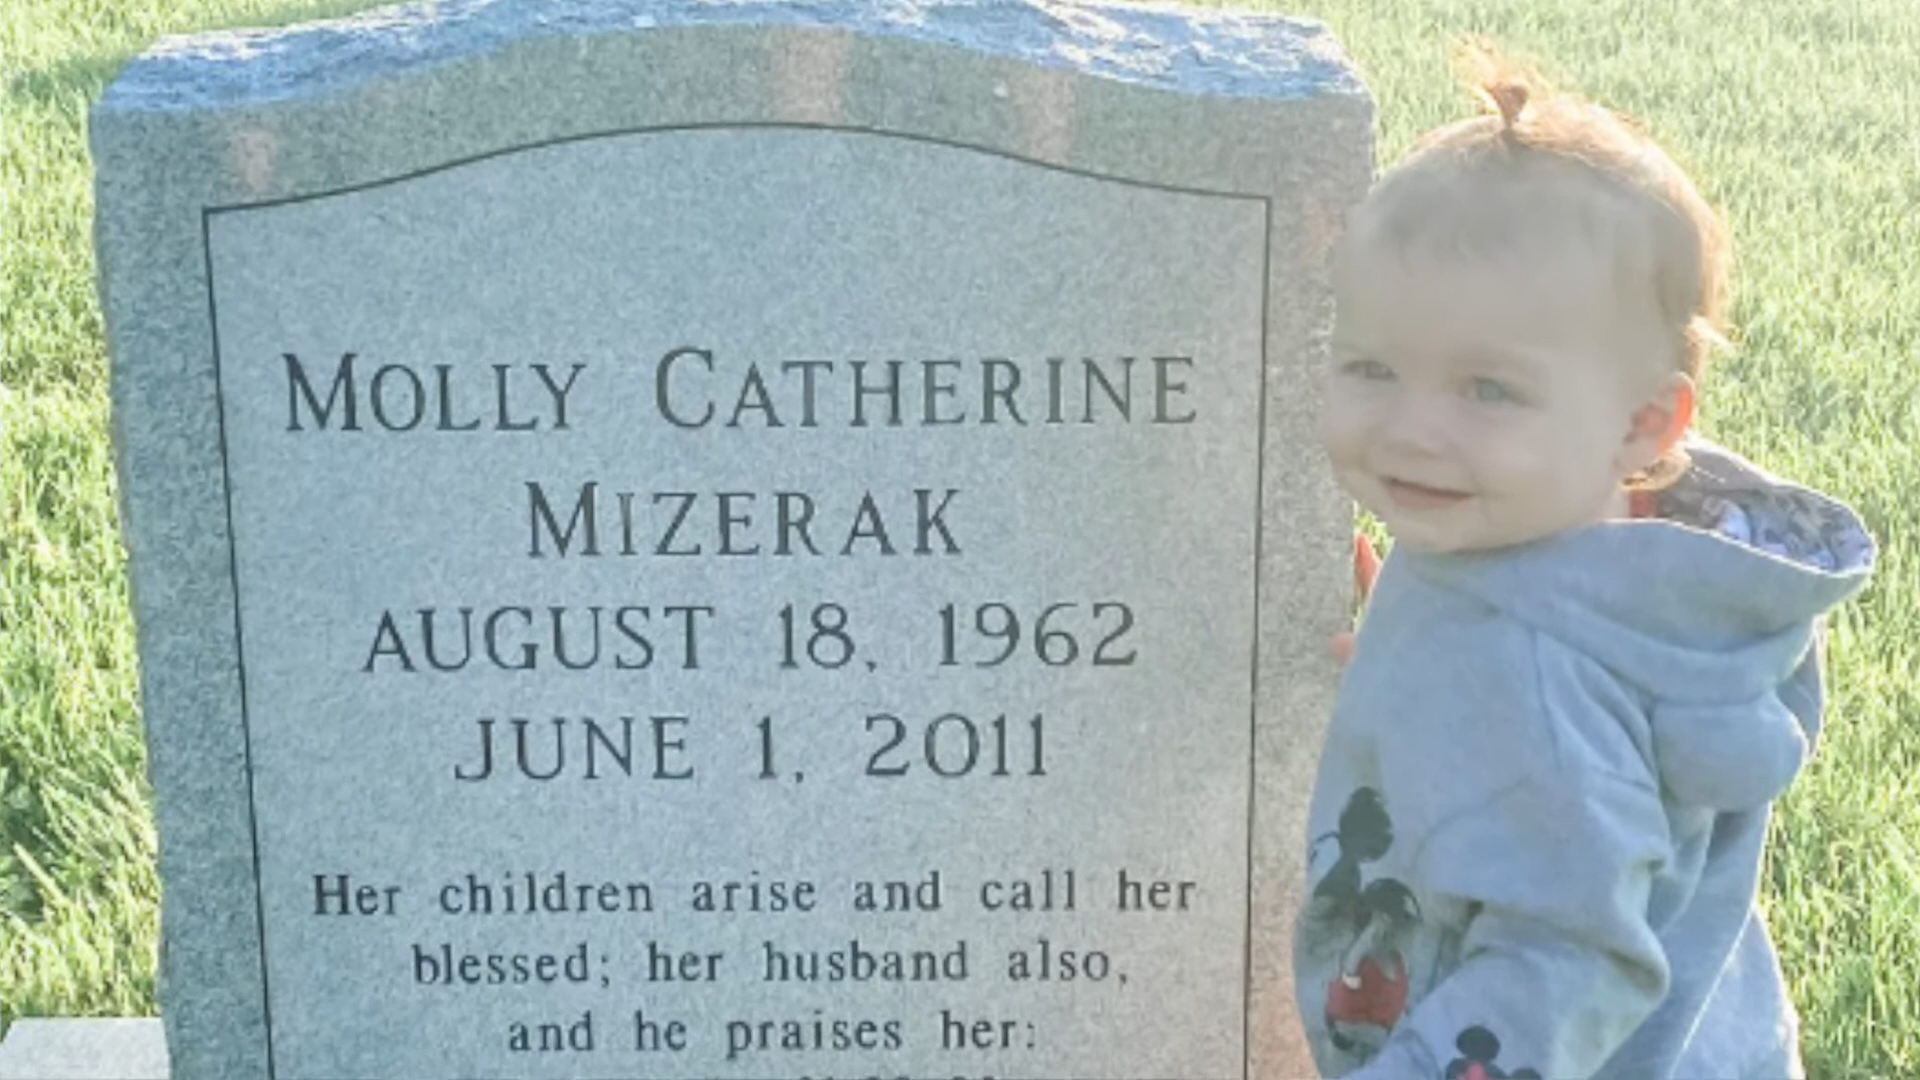 MOLLY CATHERINE
MIZERAK
AUGUST 18, 1962
JUNE 1, 2011
Her children arise and call her
blessed; her husband also,
and he praises her: